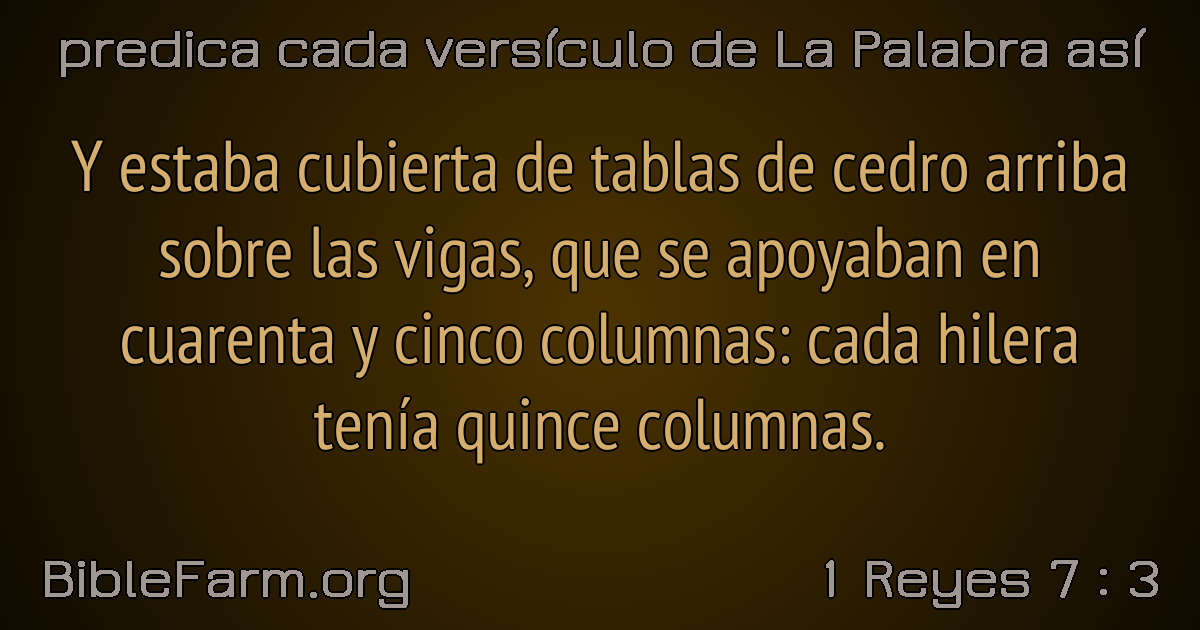 predica cada versículo de La Palabra así
Y estaba cubierta de tablas de cedro arriba
sobre las vigas, que se apoyaban en
cuarenta y cinco columnas: cada hilera
tenía quince columnas.
BibleFarm.org
1 Reyes 7 : 3